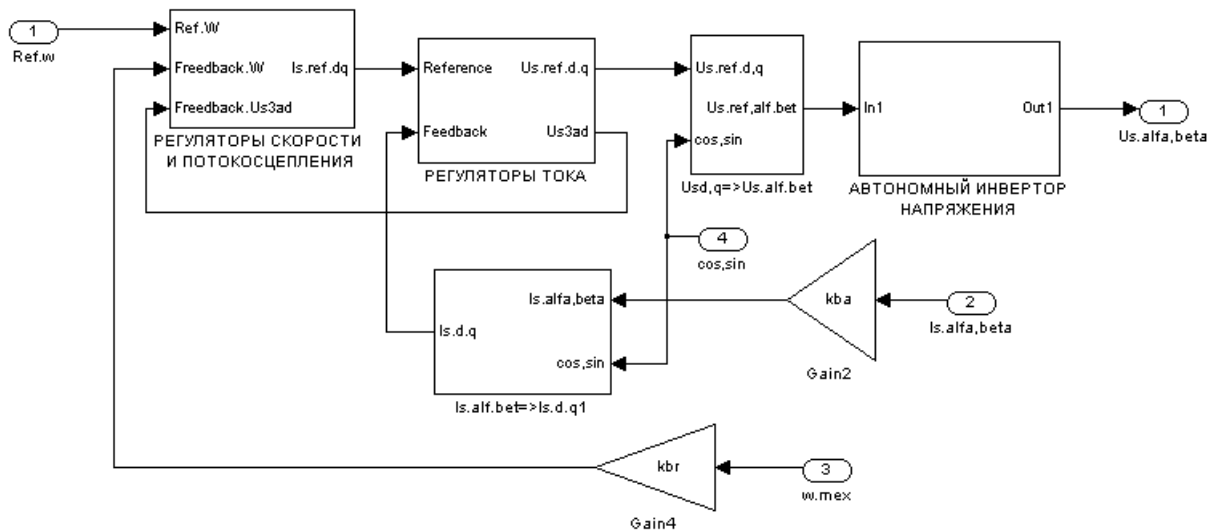 1
Ref.w
Ref.W
Freedback.W
Freedback.Us3ad
Is.ref.dq
РЕГУЛЯТОРЫ СКОРОСТИ
И ПОТОКОСЦЕПЛЕНИЯ
Reference
Feedback
Us.ref.d.q
Us3ad
РЕГУЛЯТОРЫ ТОКА
Us.ref.d,q
Us.ref,alf.bet
cos,sin
Usd,q=>Us.alf.bet
In1
Out1
АВТОНОМНЫЙ ИНВЕРТОР
НАПРЯЖЕНИЯ
1
Us.alfa,beta
4
cos,sin
Is.alfa,beta
Is.d.q
cos,sin
Is.alf.bet=>Is.d.q1
kba
Gain2
2
Is.alfa,beta
kbr
Gain4
3
w.mex